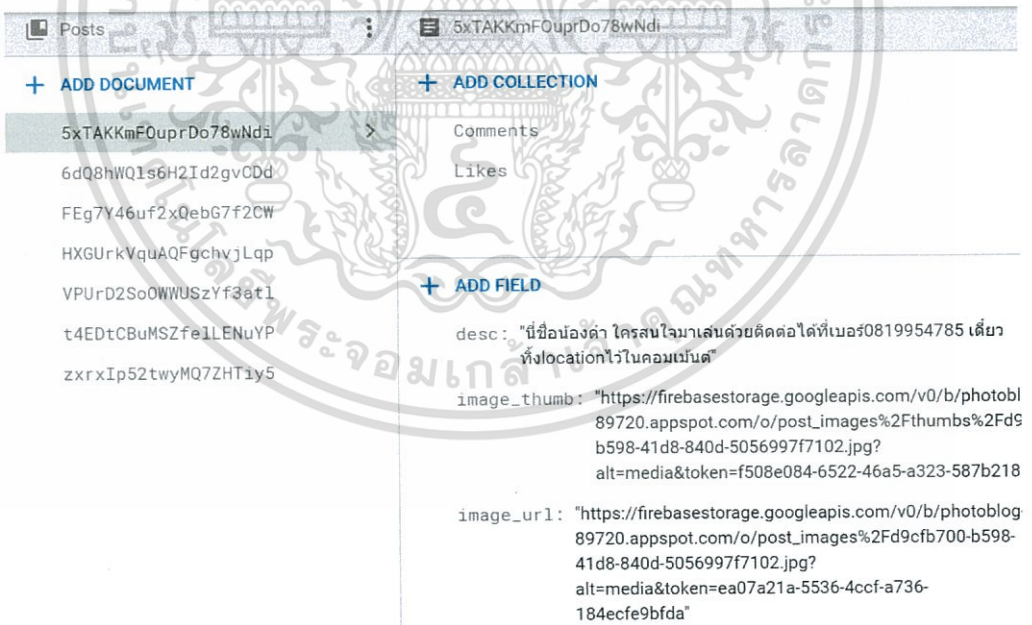 Posts
5xTAKKmFOuprDo78wNdi
+ ADD DOCUMENT
+ ADD COLLECTION
5xTAKKmFOuprDo78wNdi >
Comments
6dQ8hWQ1s6H2Id2gvCDd
Likes
FEg7Y46uf2xQebG7f2CW
HXGUrkVquAQFgchvjLqp
VPUrD2SoOWWUSzYf3atl
+ ADD FIELD
t4EDtCBuMSZfelLENuYP
zxrxIp52twyMQ7ZHTiy5
desc: "นี่ชื่อน้องดำ ใครสนใจมาเล่นด้วยติดต่อได้ที่เบอร์0819954785 เดี๋ยว
ทิ้งlocationไว้ในคอมเม้นต์"
image_thumb: "https://firebasestorage.googleapis.com/v0/b/photobl
89720.appspot.com/o/post_images%2Fthumbs%2Fd9
b598-41d8-840d-5056997f7102.jpg?
alt=media&token=f508e084-6522-46a5-a323-587b218
image_url: "https://firebasestorage.googleapis.com/v0/b/photoblog-
89720.appspot.com/o/post_images%2Fd9cfb700-b598-
41d8-840d-5056997f7102.jpg?
alt=media&token=ea07a21a-5536-4ccf-a736-
184ecfe9bfda"